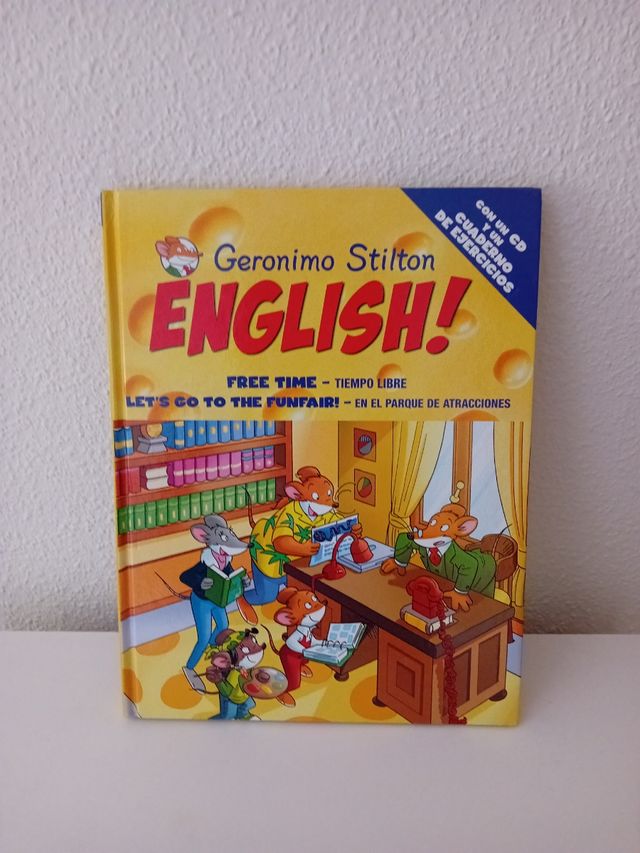 CON UN CD
Y UN
CUADERNO
DE EJERCICIOS
Geronimo Stilton
ENGLISH!
FREE TIME – TIEMPO LIBRE
LET'S GO TO THE FUNFAIR! – EN EL PARQUE DE ATRACCIONES